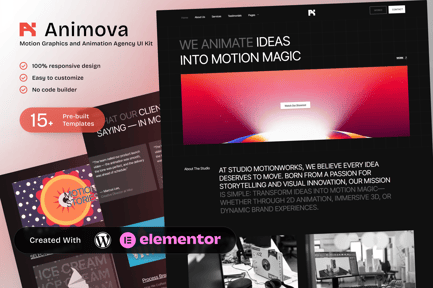 Animova
Motion Graphics and Animation Agency UI Kit
100% responsive design
Easy to customize
No code builder
15+
Pre-built
Templates
Created With
elementor
WE ANIMATE IDEAS
INTO MOTION MAGIC
About The Studio
AT STUDIO MOTIONWORKS, WE BELIEVE EVERY IDEA
DESERVES TO MOVE. BORN FROM A PASSION FOR
STORYTELLING AND VISUAL INNOVATION, OUR MISSION
IS SIMPLE: TRANSFORM IDEAS INTO MOTION MAGIC—
WHETHER THROUGH 2D ANIMATION, IMMERSIVE 3D, OR
DYNAMIC BRAND EXPERIENCES.
WHAT OUR CLIEN
SAYING — IN MO
MOTION
STORIES
ICE CREAM
Process Br